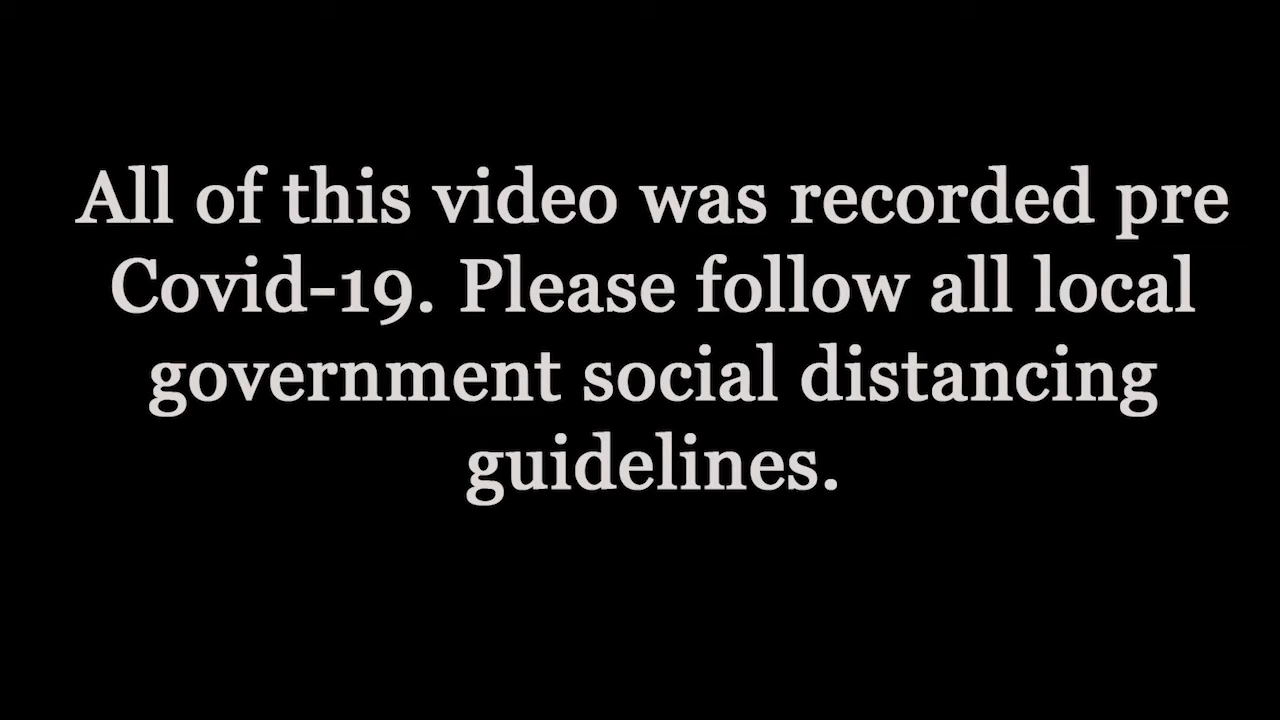 All of this video was recorded pre
Covid-19. Please follow all local
government social distancing
guidelines.